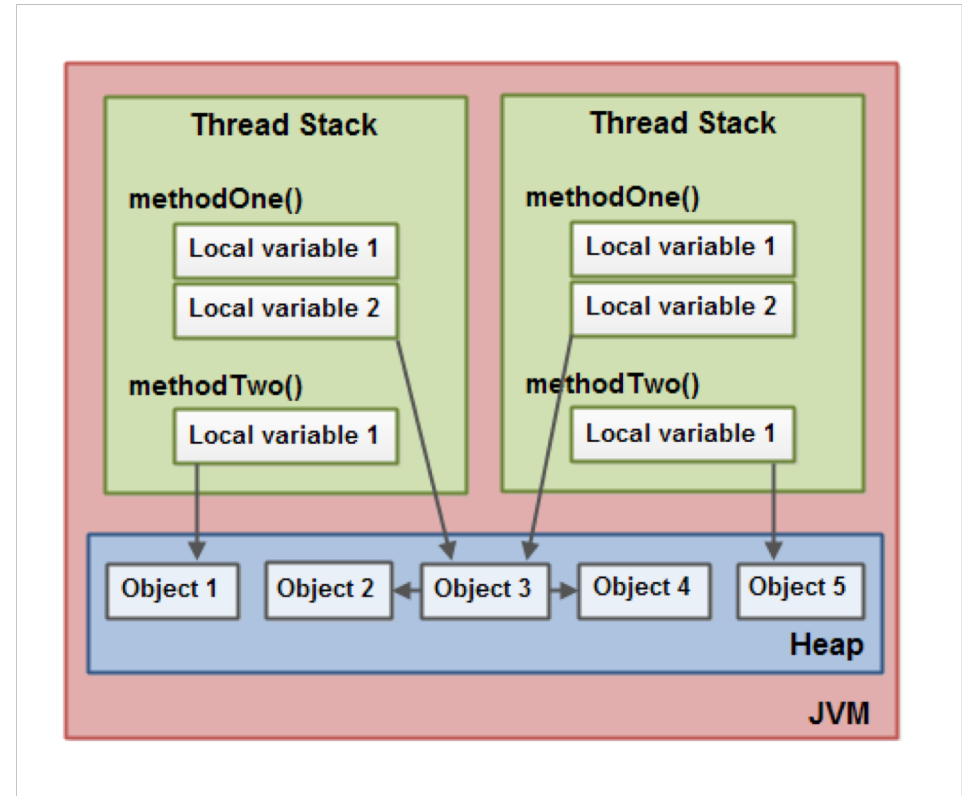 Thread Stack
methodOne()
Local variable 1
Local variable 2
methodTwo()
Local variable 1
Thread Stack
methodOne()
Local variable 1
Local variable 2
methodTwo()
Local variable 1
Object 1
Object 2
Object 3
Object 4
Object 5
Heap
JVM